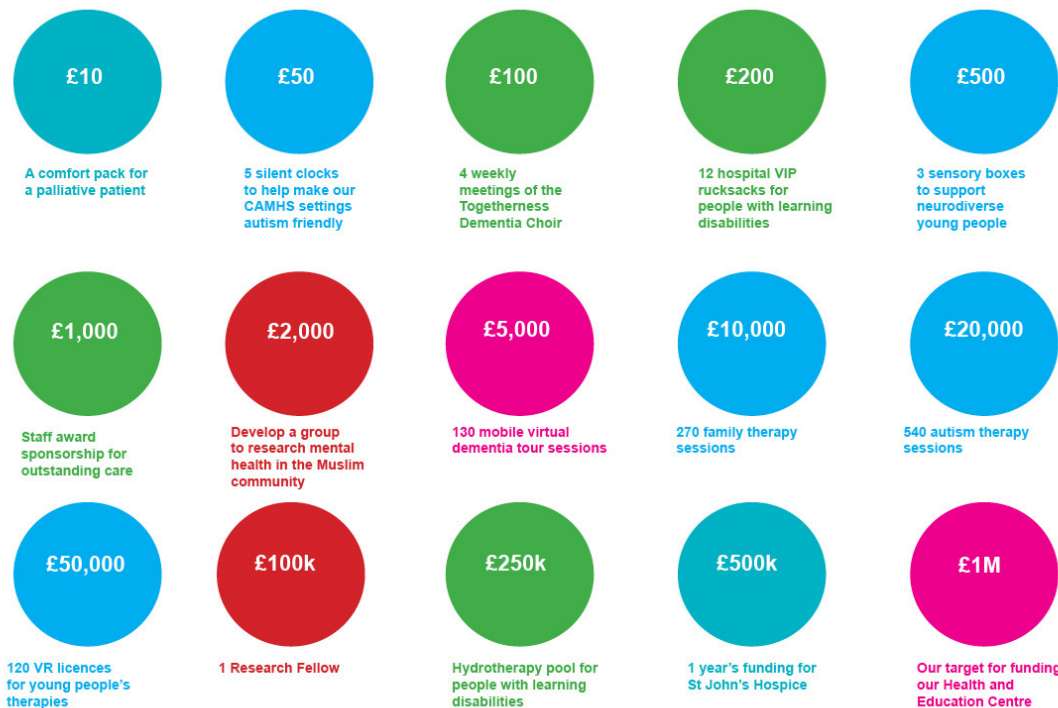 £10
£50
£100
£200
£500
A comfort pack for
a palliative patient
5 silent clocks
to help make our
CAMHS settings
autism friendly
4 weekly
meetings of the
Togetherness
Dementia Choir
12 hospital VIP
rucksacks for
people with learning
disabilities
3 sensory boxes
to support
neurodiverse
young people
£1,000
£2,000
£5,000
£10,000
£20,000
Staff award
sponsorship for
outstanding care
Develop a group
to research mental
health in the Muslim
community
130 mobile virtual
dementia tour sessions
270 family therapy
sessions
540 autism therapy
sessions
£50,000
£100k
£250k
£500k
£1M
120 VR licences
for young people's
therapies
1 Research Fellow
Hydrotherapy pool for
people with learning
disabilities
1 year's funding for
St John's Hospice
Our target for funding
our Health and
Education Centre